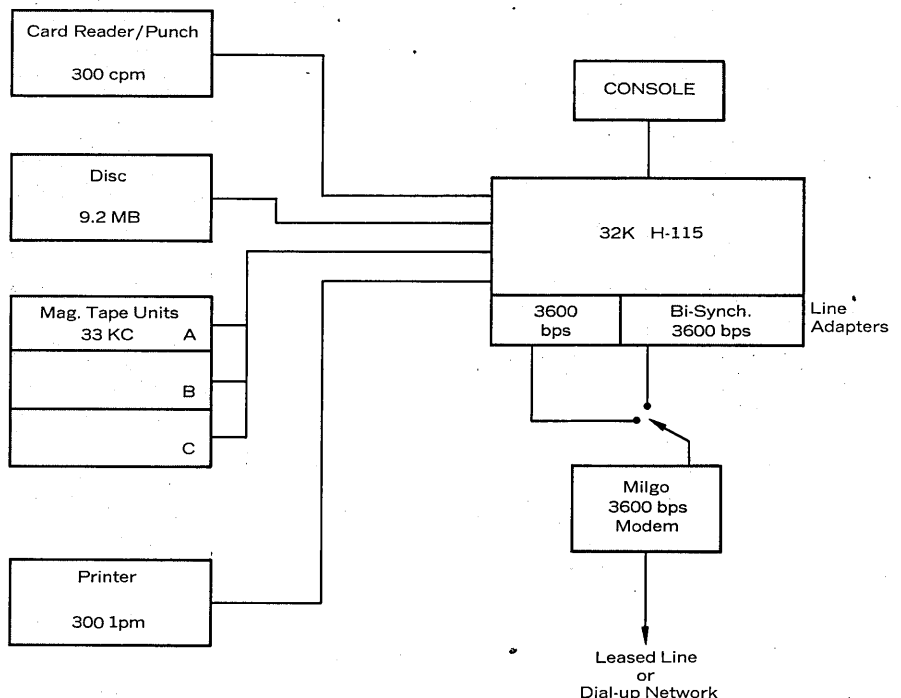 Card Reader/Punch
300 cpm
CONSOLE
Disc
9.2 MB
32K H-115
Mag. Tape Units
33 KC A
B
C
3600
bps
Bi-Synch.
3600 bps
Line
Adapters
Milgo
3600 bps
Modem
Printer
300 1pm
Leased Line
or
Dial-up Network